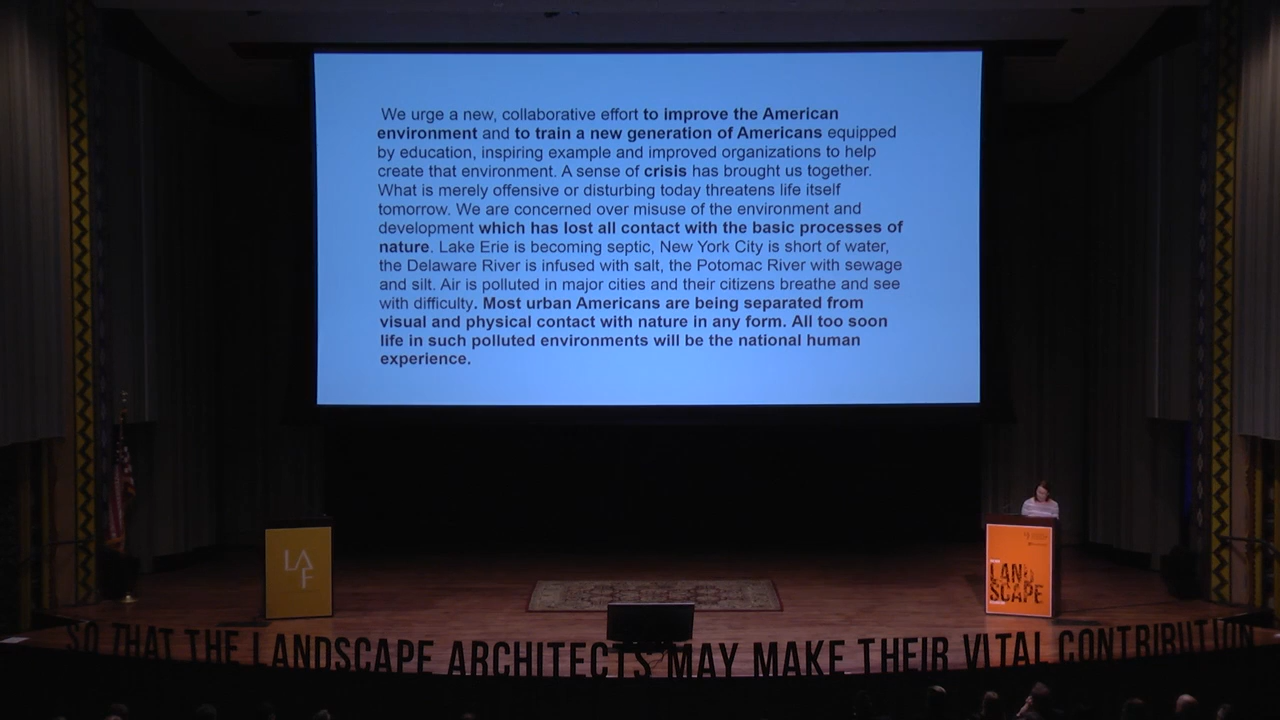 We urge a new, collaborative effort to improve the American
environment and to train a new generation of Americans equipped
by education, inspiring example and improved organizations to help
create that environment. A sense of crisis has brought us together.
What is merely offensive or disturbing today threatens life itself
tomorrow. We are concerned over misuse of the environment and
development which has lost all contact with the basic processes of
nature. Lake Erie is becoming septic, New York City is short of water,
the Delaware River is infused with salt, the Potomac River with sewage
and silt. Air is polluted in major cities and their citizens breathe and see
with difficulty. Most urban Americans are being separated from
visual and physical contact with nature in any form. All too soon
life in such polluted environments will be the national human
experience.
LA
F
LAND
SCAPE
SO THAT THE LANDSCAPE ARCHITECTS MAY MAKE THEIR VITAL CONTRIBUTION